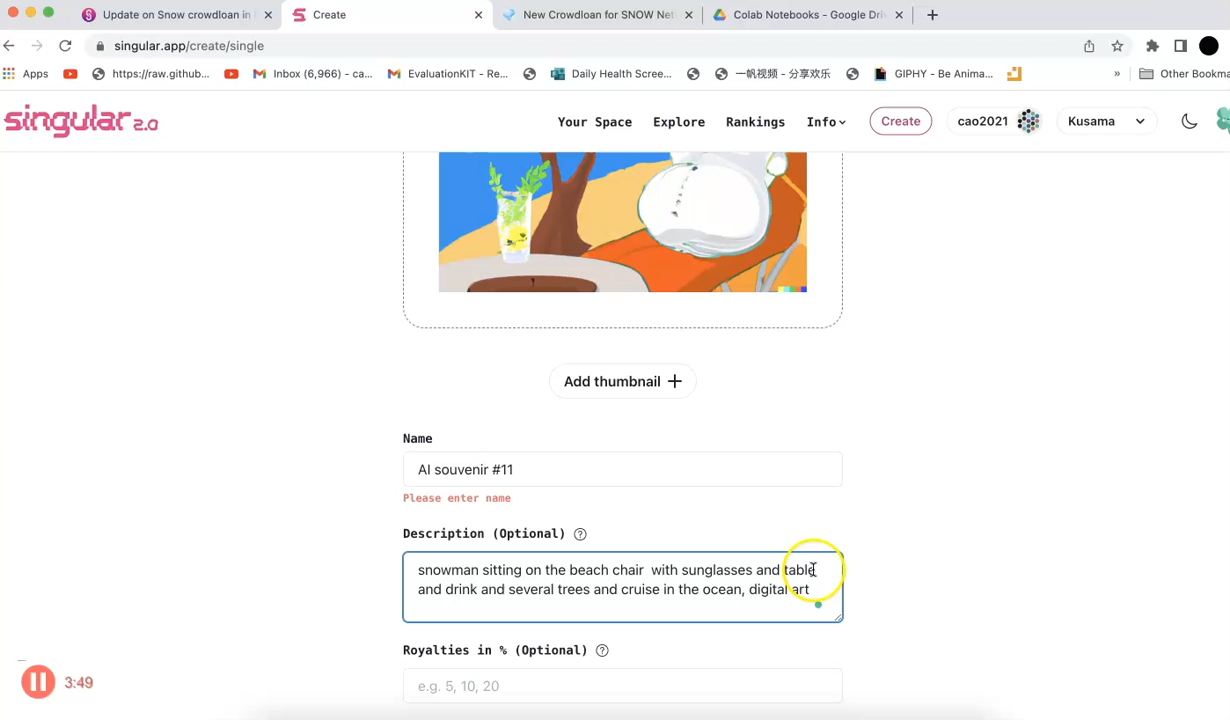 Update on Snow crowdloan in
Create
New Crowdloan for SNOW Net
Colab Notebooks - Google Driv
singular.app/create/single
Apps
https://raw.github...
Inbox (6,966) - ca...
EvaluationKIT - Re...
Daily Health Scree...
一帆视频 - 分享欢乐
GIPHY - Be Anima...
»
Other Bookma
singular 2.0
Your Space
Explore
Rankings
Info
Create
cao2021
Kusama
Add thumbnail +
Name
AI souvenir #11
Please enter name
Description (Optional) ?
snowman sitting on the beach chair  with sunglasses and table
and drink and several trees and cruise in the ocean, digital art
Royalties in % (Optional) ?
e.g. 5, 10, 20
3:49